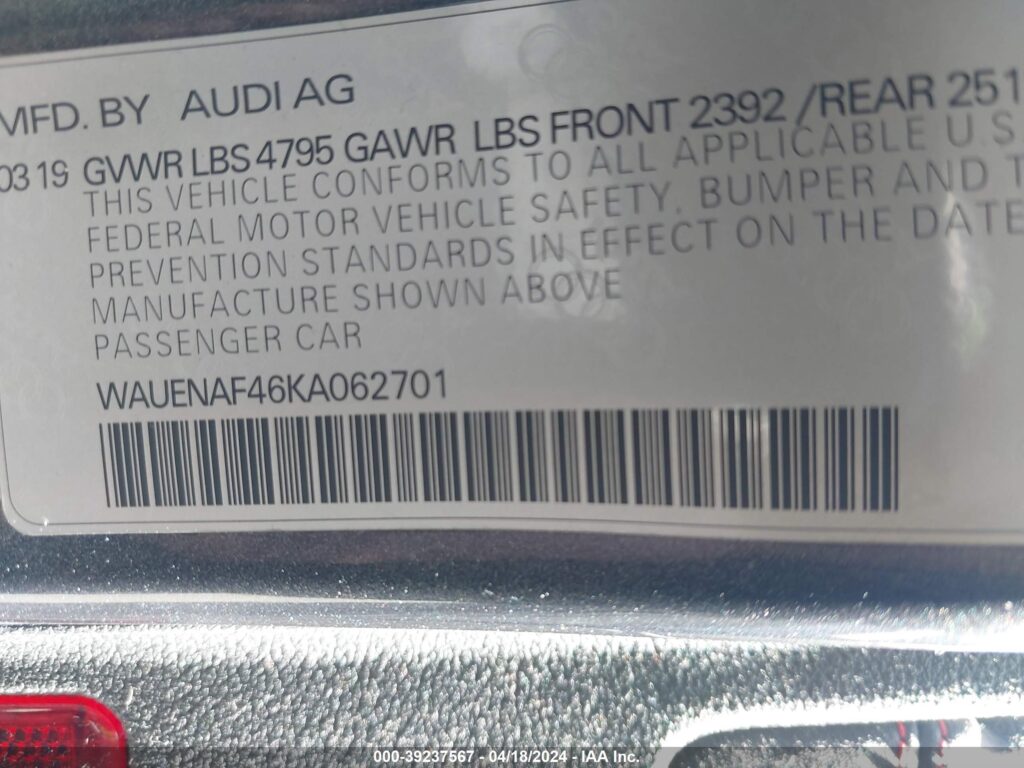 MFD. BY AUDI AG
03 19 GVWR LBS 4795 GAWR LBS FRONT 2392 /REAR 251
THIS VEHICLE CONFORMS TO ALL APPLICABLE U.S
FEDERAL MOTOR VEHICLE SAFETY. BUMPER AND T
PREVENTION STANDARDS IN EFFECT ON THE DATE
MANUFACTURE SHOWN ABOVE
PASSENGER CAR
WAUENAF46KA062701
000-39237567 - 04/18/2024 - IAA Inc.